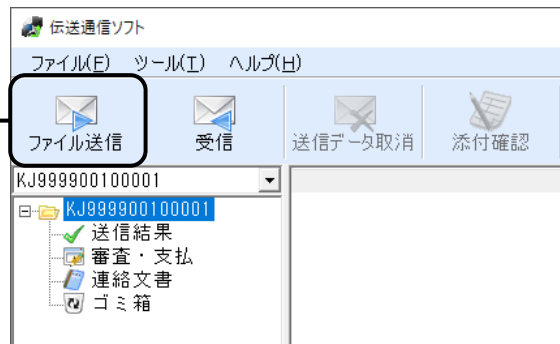 伝送通信ソフト
ファイル(F) ツール(T) ヘルプ(H)
ファイル送信 受信 送信データ取消 添付確認
KJ999900100001
KJ999900100001
送信結果
審査・支払
連絡文書
ゴミ箱